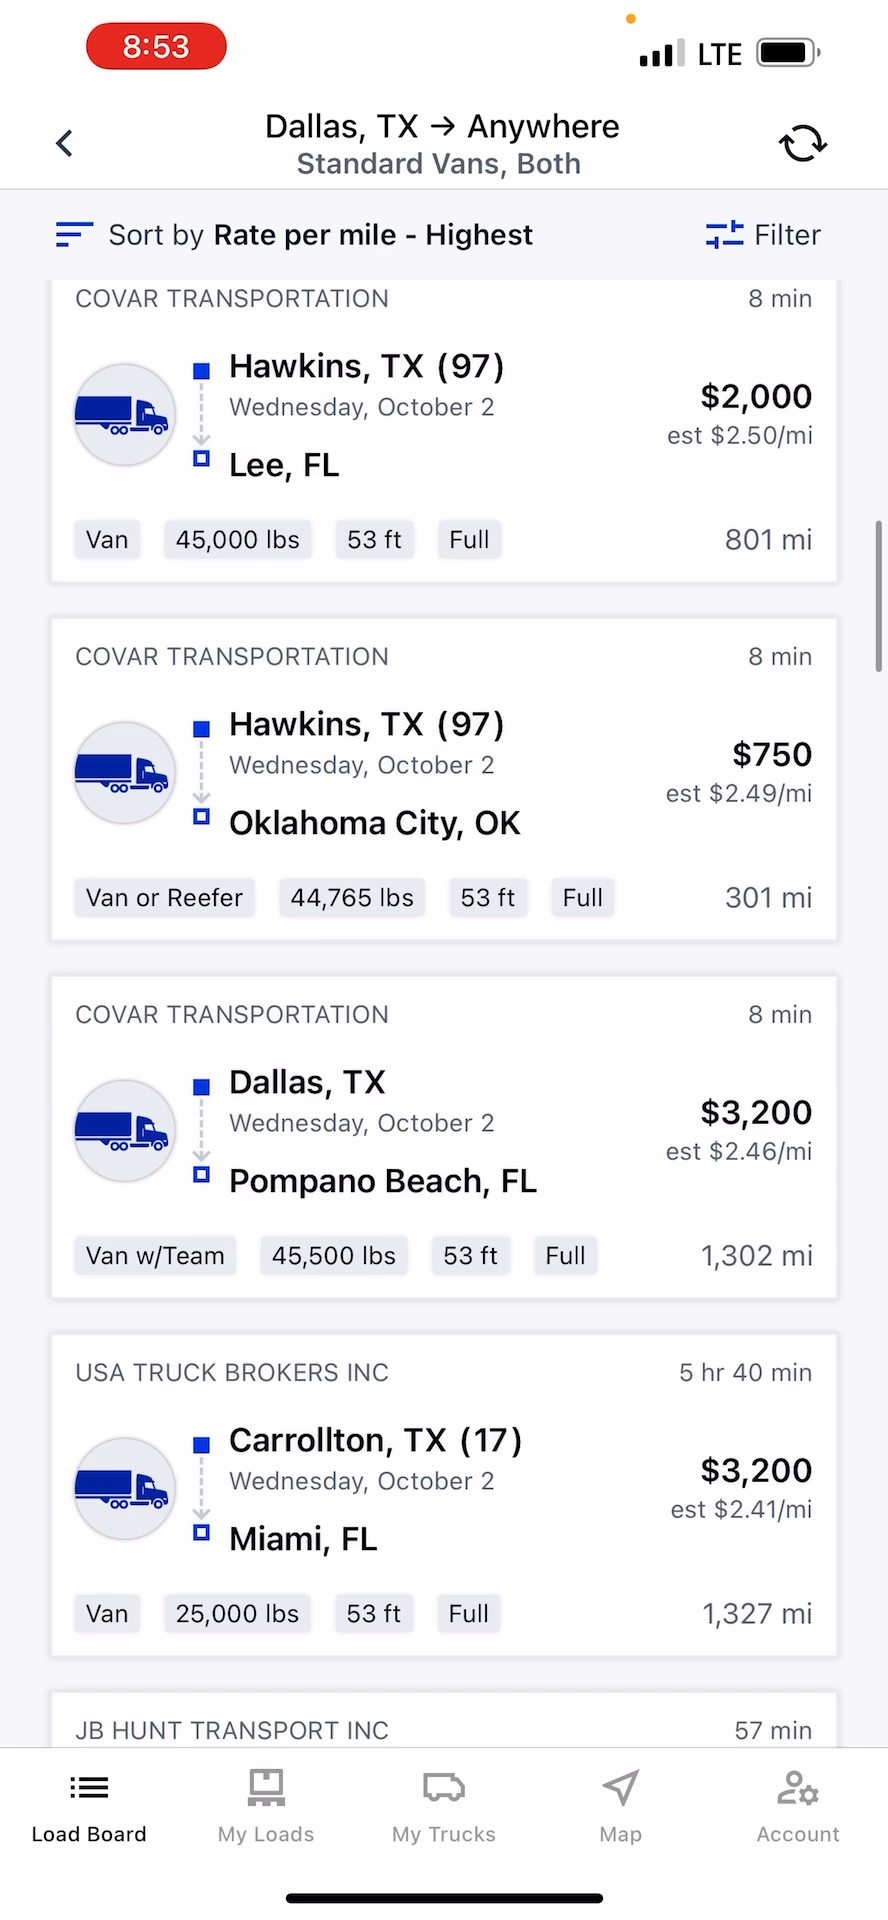 8:53
LTE
Dallas, TX → Anywhere
Standard Vans, Both
Sort by Rate per mile - Highest
Filter
COVAR TRANSPORTATION
8 min
Hawkins, TX (97)
Wednesday, October 2
Lee, FL
$2,000
est $2.50/mi
Van 45,000 lbs 53 ft Full 801 mi
COVAR TRANSPORTATION
8 min
Hawkins, TX (97)
Wednesday, October 2
Oklahoma City, OK
$750
est $2.49/mi
Van or Reefer 44,765 lbs 53 ft Full 301 mi
COVAR TRANSPORTATION
8 min
Dallas, TX
Wednesday, October 2
Pompano Beach, FL
$3,200
est $2.46/mi
Van w/Team 45,500 lbs 53 ft Full 1,302 mi
USA TRUCK BROKERS INC
5 hr 40 min
Carrollton, TX (17)
Wednesday, October 2
Miami, FL
$3,200
est $2.41/mi
Van 25,000 lbs 53 ft Full 1,327 mi
JB HUNT TRANSPORT INC
57 min
Load Board
My Loads
My Trucks
Map
Account